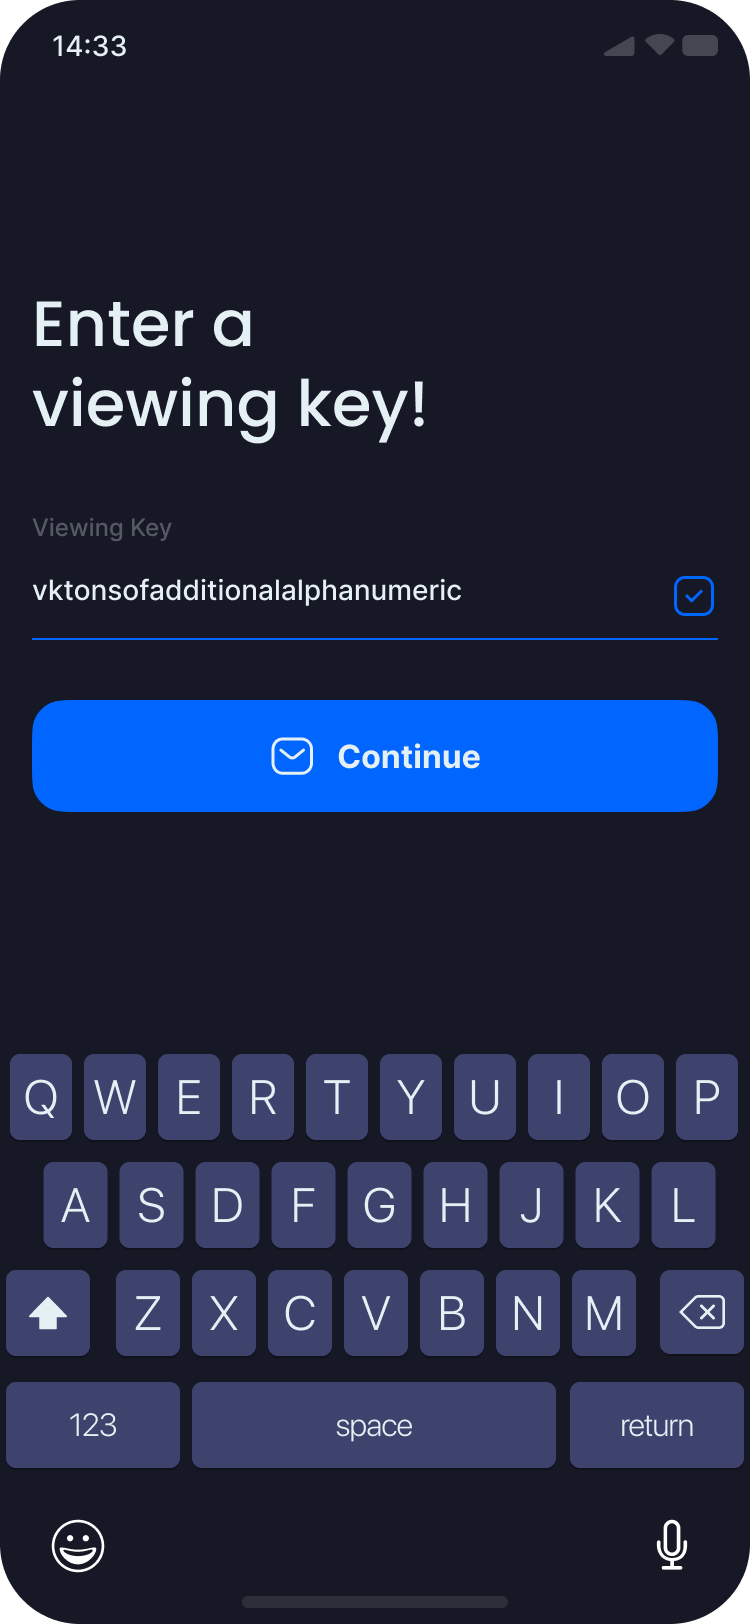 14:33
Enter a
viewing key!
Viewing Key
vktonsofadditionalalphanumeric
Continue
Q W E R T Y U I O P
A S D F G H J K L
Z X C V B N M
123 space return